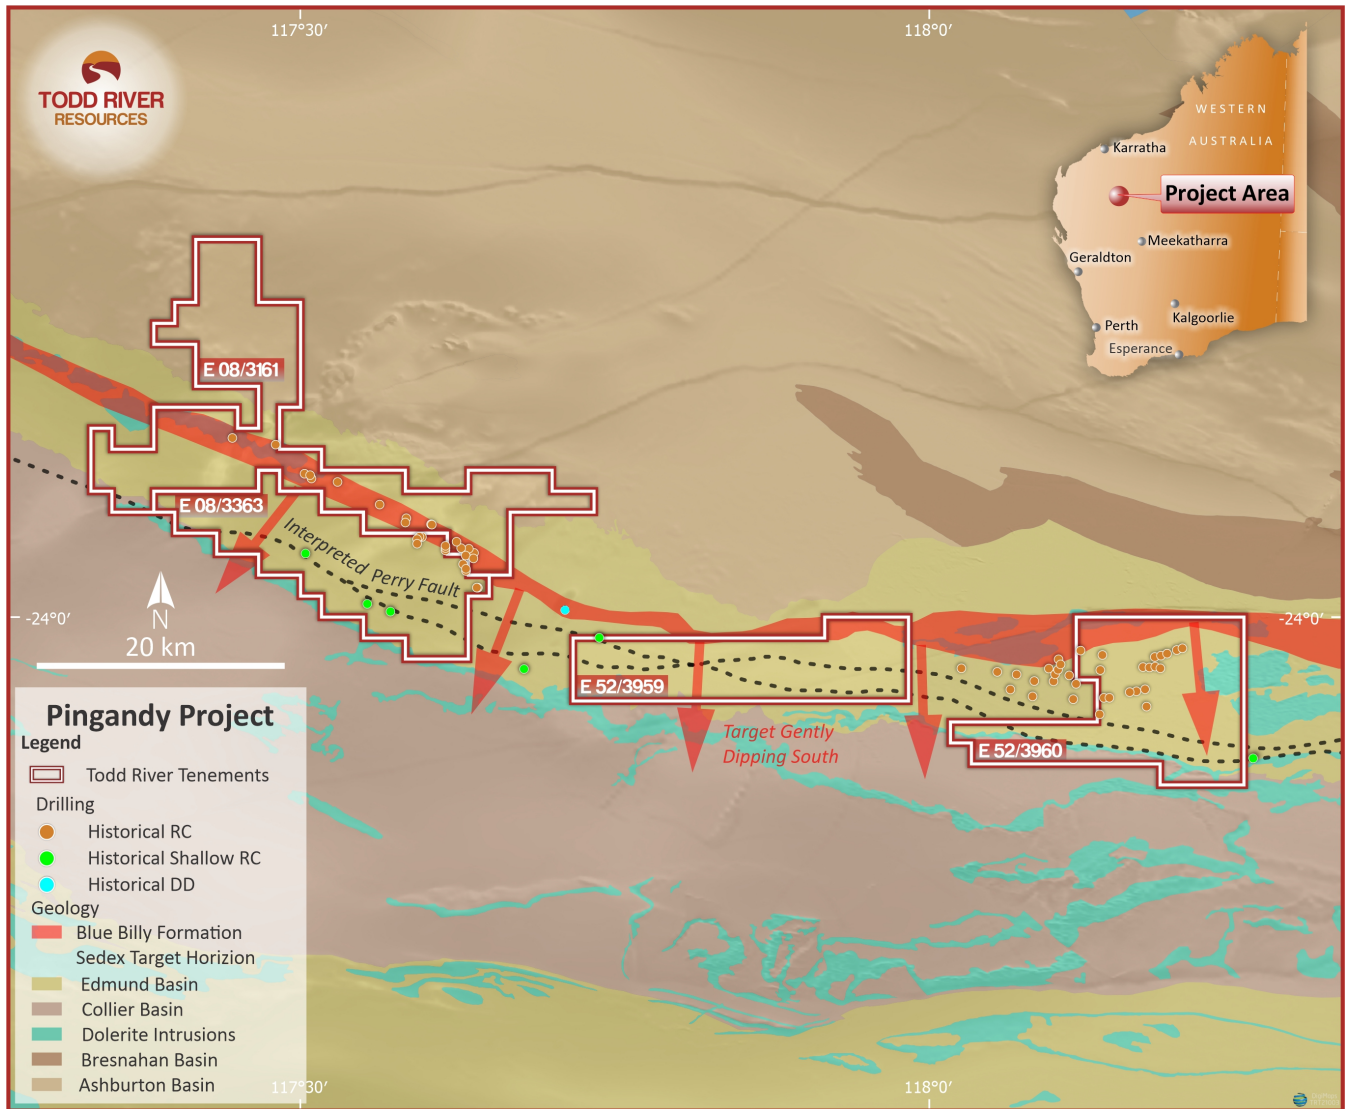 117°30′
118°0′
TODD RIVER
RESOURCES
WESTERN
AUSTRALIA
Karratha
Project Area
Meekatharra
Geraldton
Kalgoorlie
Perth
Esperance
E 08/3161
E 08/3363
Interpreted Perry Fault
-24°0′
-24°0′
N
20 km
E 52/3959
Target Gently
Dipping South
E 52/3960
Pingandy Project
Legend
Todd River Tenements
Drilling
Historical RC
Historical Shallow RC
Historical DD
Geology
Blue Billy Formation
Sedex Target Horizion
Edmund Basin
Collier Basin
Dolerite Intrusions
Bresnahan Basin
Ashburton Basin
117°30′
118°0′